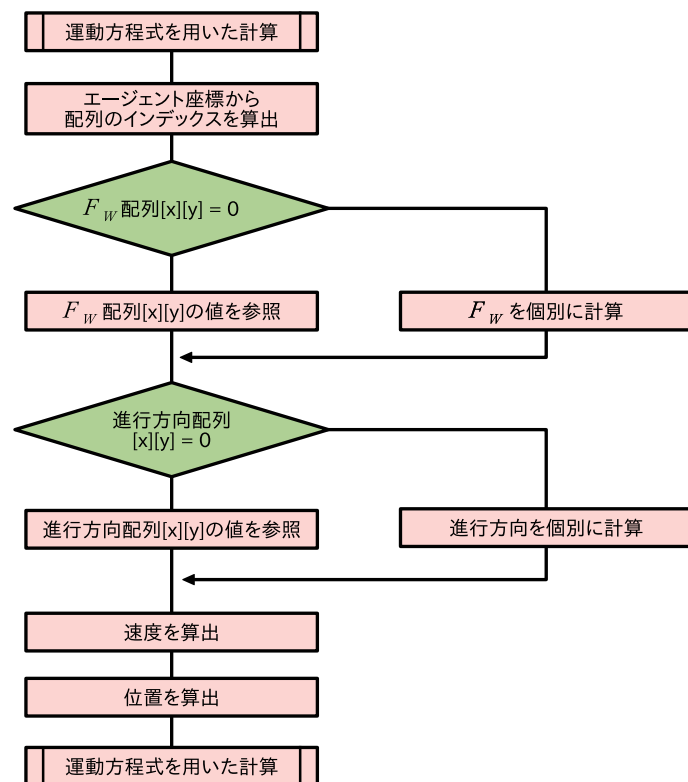 運動方程式を用いた計算
エージェント座標から
配列のインデックスを算出
F W 配列[x][y] = 0
F W 配列[x][y]の値を参照
F W を個別に計算
進行方向配列
[x][y] = 0
進行方向配列[x][y]の値を参照
進行方向を個別に計算
速度を算出
位置を算出
運動方程式を用いた計算